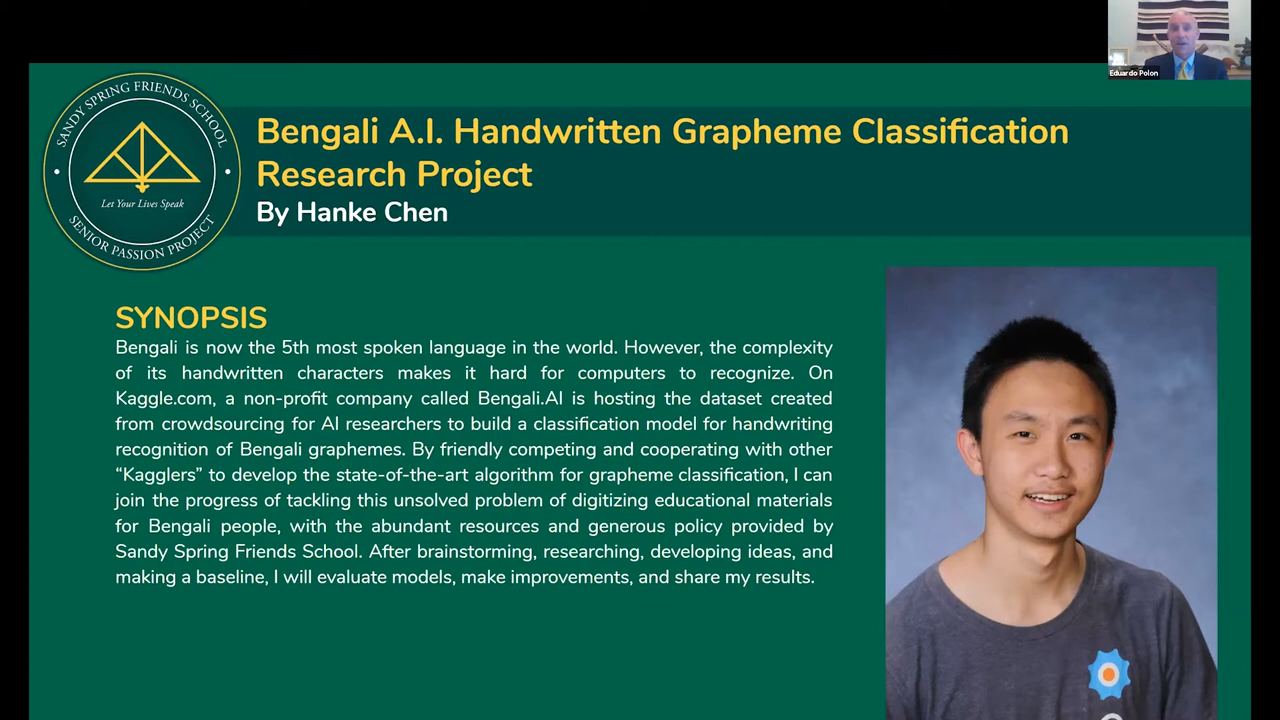 Eduardo Polon
SANDY SPRING FRIENDS SCHOOL
Let Your Lives Speak
SENIOR PASSION PROJECT
Bengali A.I. Handwritten Grapheme Classification
Research Project
By Hanke Chen
SYNOPSIS
Bengali is now the 5th most spoken language in the world. However, the complexity
of its handwritten characters makes it hard for computers to recognize. On
Kaggle.com, a non-profit company called Bengali.AI is hosting the dataset created
from crowdsourcing for AI researchers to build a classification model for handwriting
recognition of Bengali graphemes. By friendly competing and cooperating with other
“Kagglers” to develop the state-of-the-art algorithm for grapheme classification, I can
join the progress of tackling this unsolved problem of digitizing educational materials
for Bengali people, with the abundant resources and generous policy provided by
Sandy Spring Friends School. After brainstorming, researching, developing ideas, and
making a baseline, I will evaluate models, make improvements, and share my results.